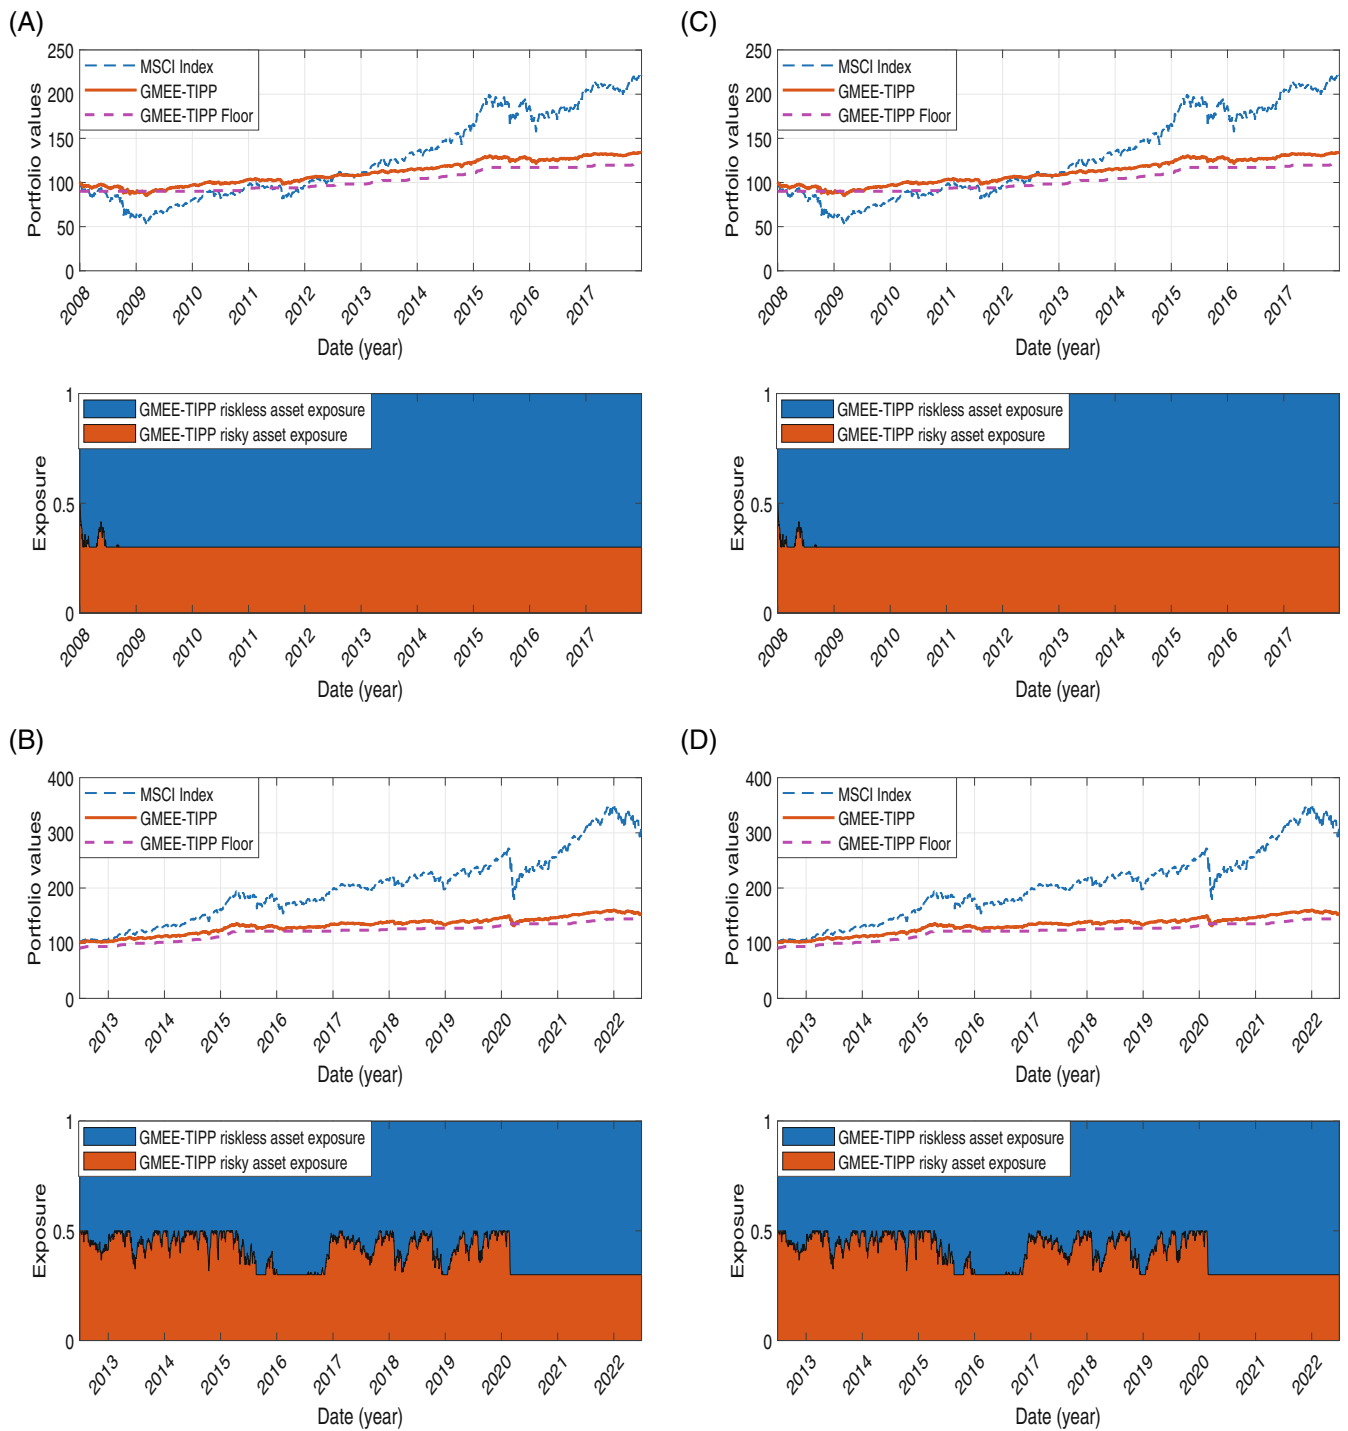 (A)
250
200
150
100
50
0
Portfolio values
MSCI Index
GMEE-TIPP
GMEE-TIPP Floor
2008 2009 2010 2011 2012 2013 2014 2015 2016 2017
Date (year)
1
0.5
0
Exposure
GMEE-TIPP riskless asset exposure
GMEE-TIPP risky asset exposure
2008 2009 2010 2011 2012 2013 2014 2015 2016 2017
Date (year)
(C)
250
200
150
100
50
0
Portfolio values
MSCI Index
GMEE-TIPP
GMEE-TIPP Floor
2008 2009 2010 2011 2012 2013 2014 2015 2016 2017
Date (year)
1
0.5
0
Exposure
GMEE-TIPP riskless asset exposure
GMEE-TIPP risky asset exposure
2008 2009 2010 2011 2012 2013 2014 2015 2016 2017
Date (year)
(B)
400
300
200
100
0
Portfolio values
MSCI Index
GMEE-TIPP
GMEE-TIPP Floor
2013 2014 2015 2016 2017 2018 2019 2020 2021 2022
Date (year)
1
0.5
0
Exposure
GMEE-TIPP riskless asset exposure
GMEE-TIPP risky asset exposure
2013 2014 2015 2016 2017 2018 2019 2020 2021 2022
Date (year)
(D)
400
300
200
100
0
Portfolio values
MSCI Index
GMEE-TIPP
GMEE-TIPP Floor
2013 2014 2015 2016 2017 2018 2019 2020 2021 2022
Date (year)
1
0.5
0
Exposure
GMEE-TIPP riskless asset exposure
GMEE-TIPP risky asset exposure
2013 2014 2015 2016 2017 2018 2019 2020 2021 2022
Date (year)